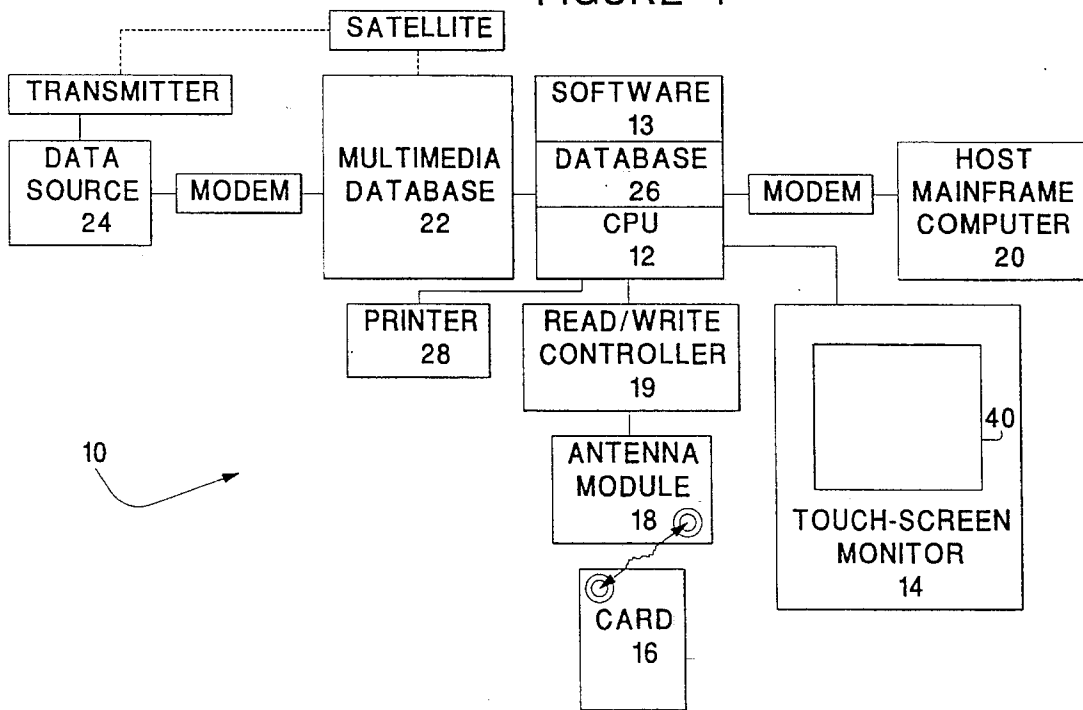 FIGURE 1
SATELLITE
TRANSMITTER
DATA
SOURCE
24
MODEM
MULTIMEDIA
DATABASE
22
SOFTWARE
13
DATABASE
26
CPU
12
MODEM
HOST
MAINFRAME
COMPUTER
20
PRINTER
28
READ/WRITE
CONTROLLER
19
ANTENNA
MODULE
18
CARD
16
40
TOUCH-SCREEN
MONITOR
14
10